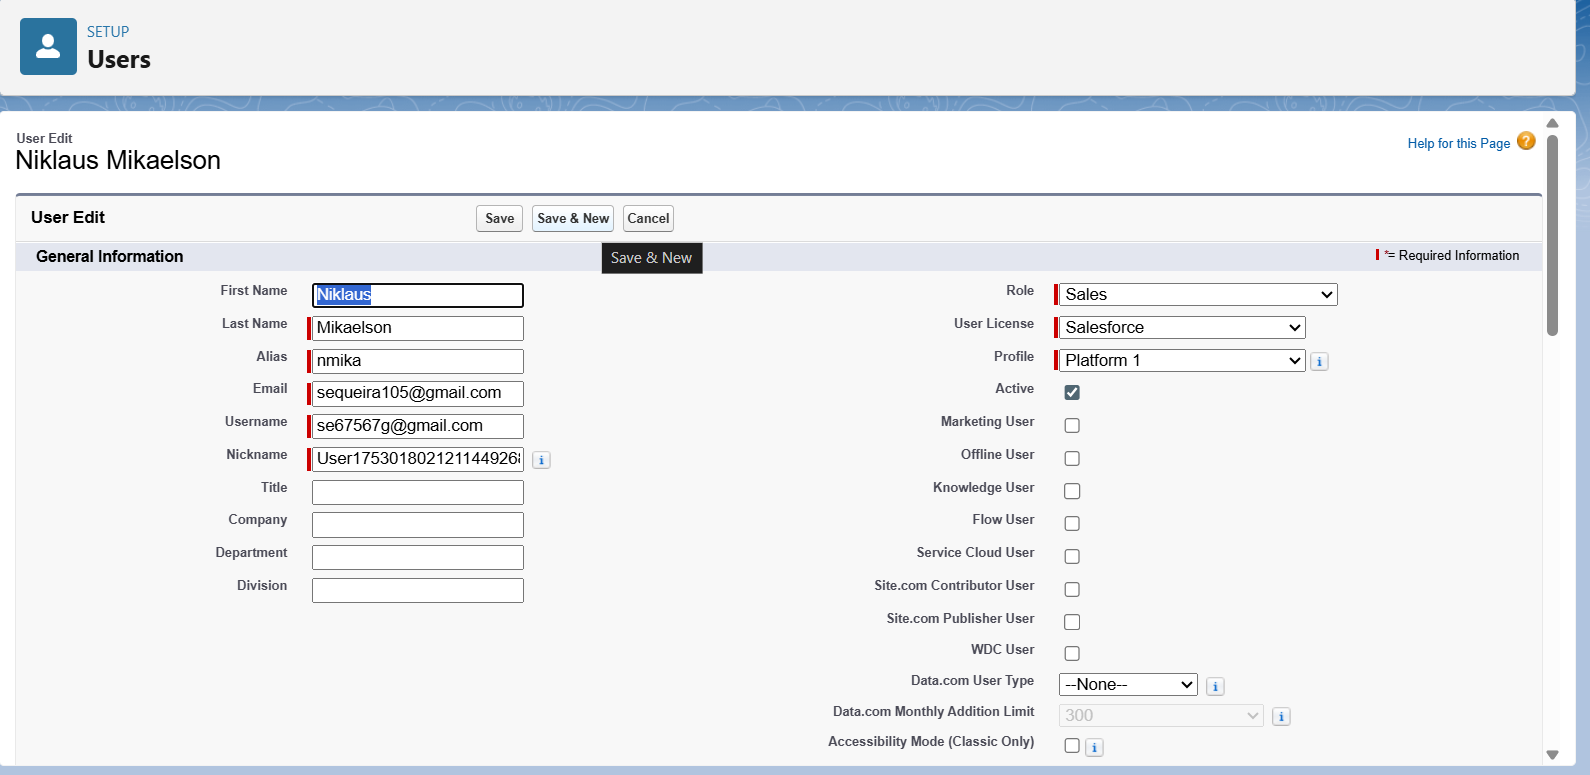 SETUP
Users
User Edit
Niklaus Mikaelson
Help for this Page
?
User Edit
Save
Save & New
Cancel
General Information
Save & New
*= Required Information
First Name
Niklaus
Last Name
Mikaelson
Alias
nmika
Email
sequeira105@gmail.com
Username
se67567g@gmail.com
Nickname
i
Title
Company
Department
Division
Role
Sales
User License
Salesforce
Profile
Platform 1
i
Active
Marketing User
Offline User
Knowledge User
Flow User
Service Cloud User
Site.com Contributor User
Site.com Publisher User
WDC User
Data.com User Type
--None--
i
Data.com Monthly Addition Limit
300
i
Accessibility Mode (Classic Only)
i